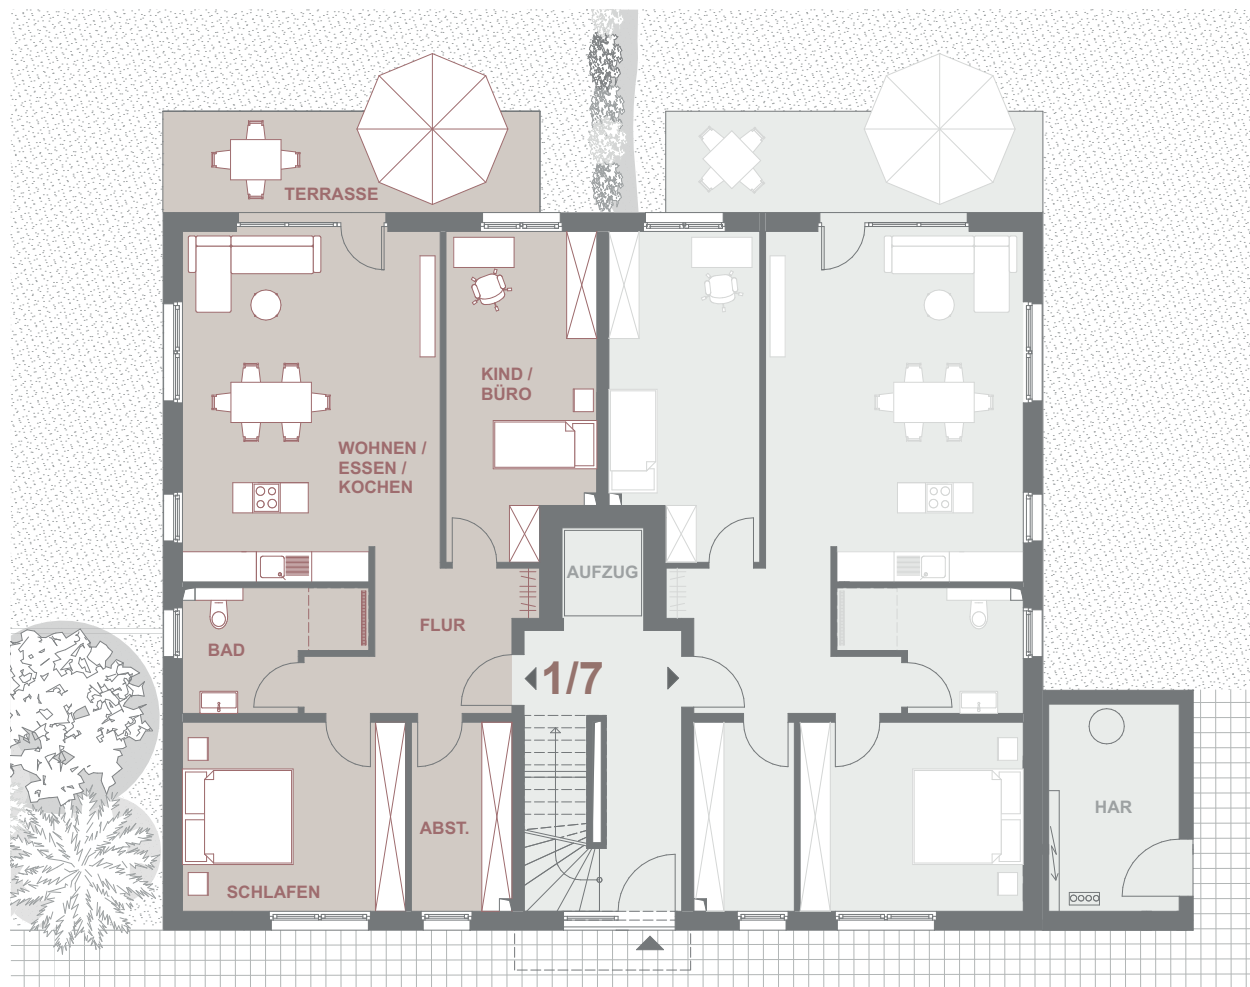 TERRASSE
KIND /
BÜRO
WOHNEN /
ESSEN /
KOCHEN
AUFZUG
FLUR
BAD
1/7
HAR
ABST.
SCHLAFEN